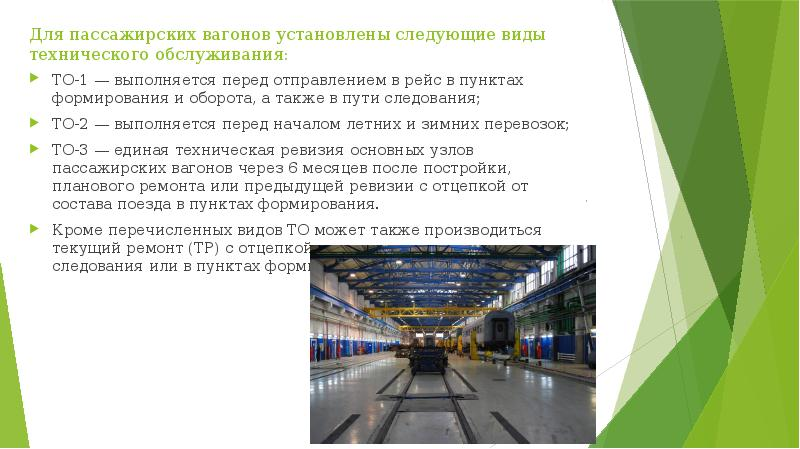 Для пассажирских вагонов установлены следующие виды
технического обслуживания:
ТО-1 — выполняется перед отправлением в рейс в пунктах
формирования и оборота, а также в пути следования;
ТО-2 — выполняется перед началом летних и зимних перевозок;
ТО-3 — единая техническая ревизия основных узлов
пассажирских вагонов через 6 месяцев после постройки,
планового ремонта или предыдущей ревизии с отцепкой от
состава поезда в пунктах формирования.
Кроме перечисленных видов ТО может также производиться
текущий ремонт (ТР) с отцепкой
следования или в пунктах